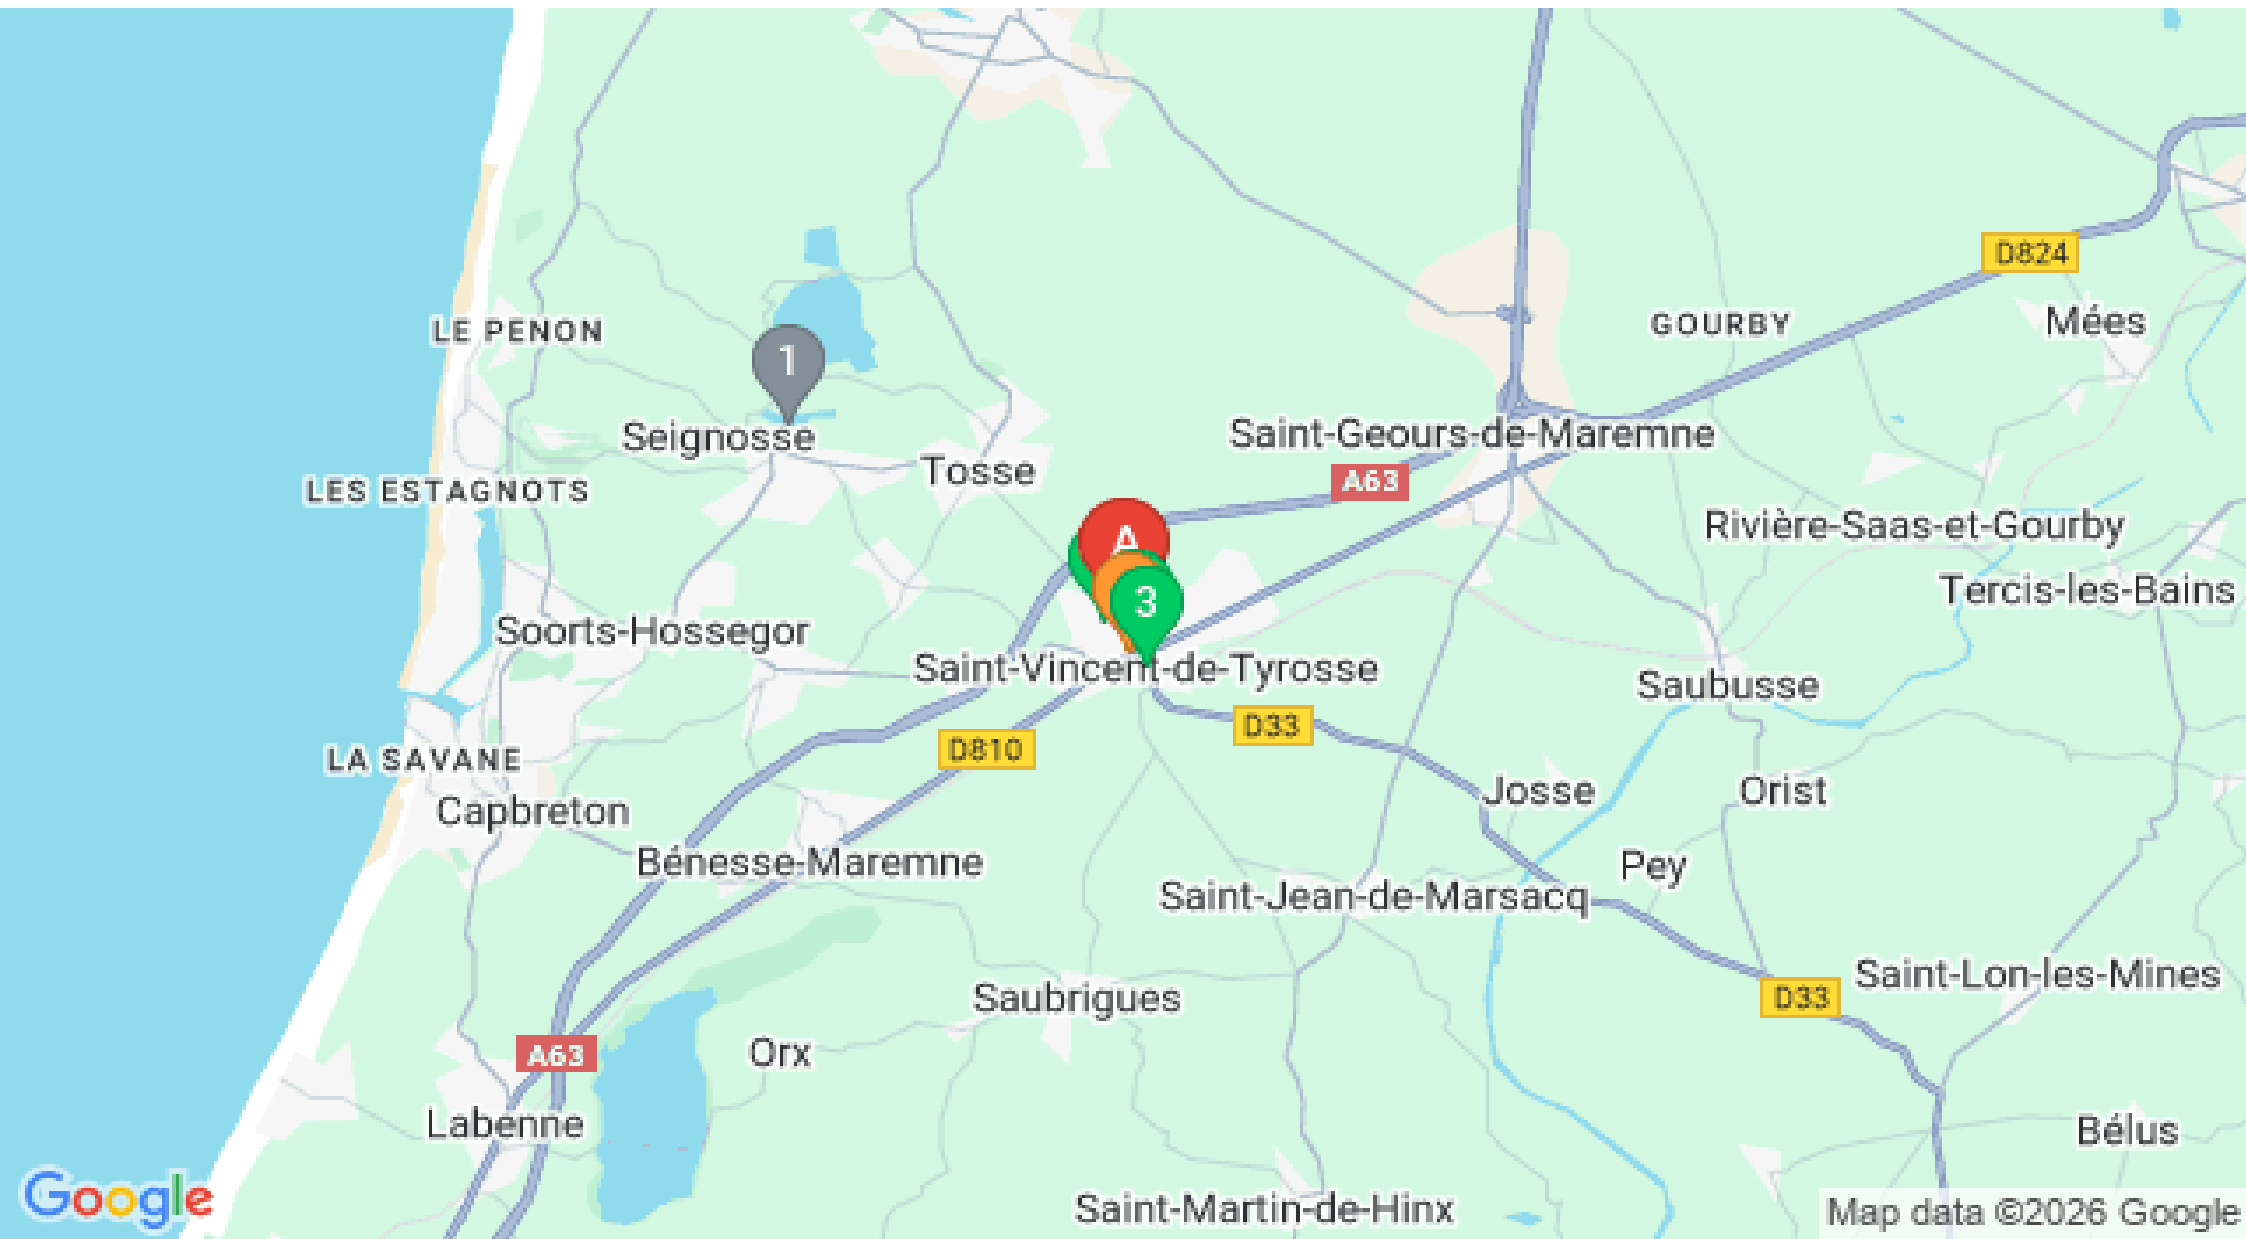 D824
LE PENON
GOURBY
Mées
1
Seignosse
Saint-Geours-de-Maremne
Tosse
A63
LES ESTAGNOTS
Rivière-Saas-et-Gourby
A
Tercis-les-Bains
3
Soorts-Hossegor
Saint-Vincent-de-Tyrosse
Saubusse
D33
D810
LA SAVANE
Josse
Orist
Capbreton
Bénesse-Maremne
Pey
Saint-Jean-de-Marsacq
Saint-Lon-les-Mines
Saubrigues
D33
Orx
A63
Labenne
Bélus
Google
Saint-Martin-de-Hinx
Map data ©2026 Google